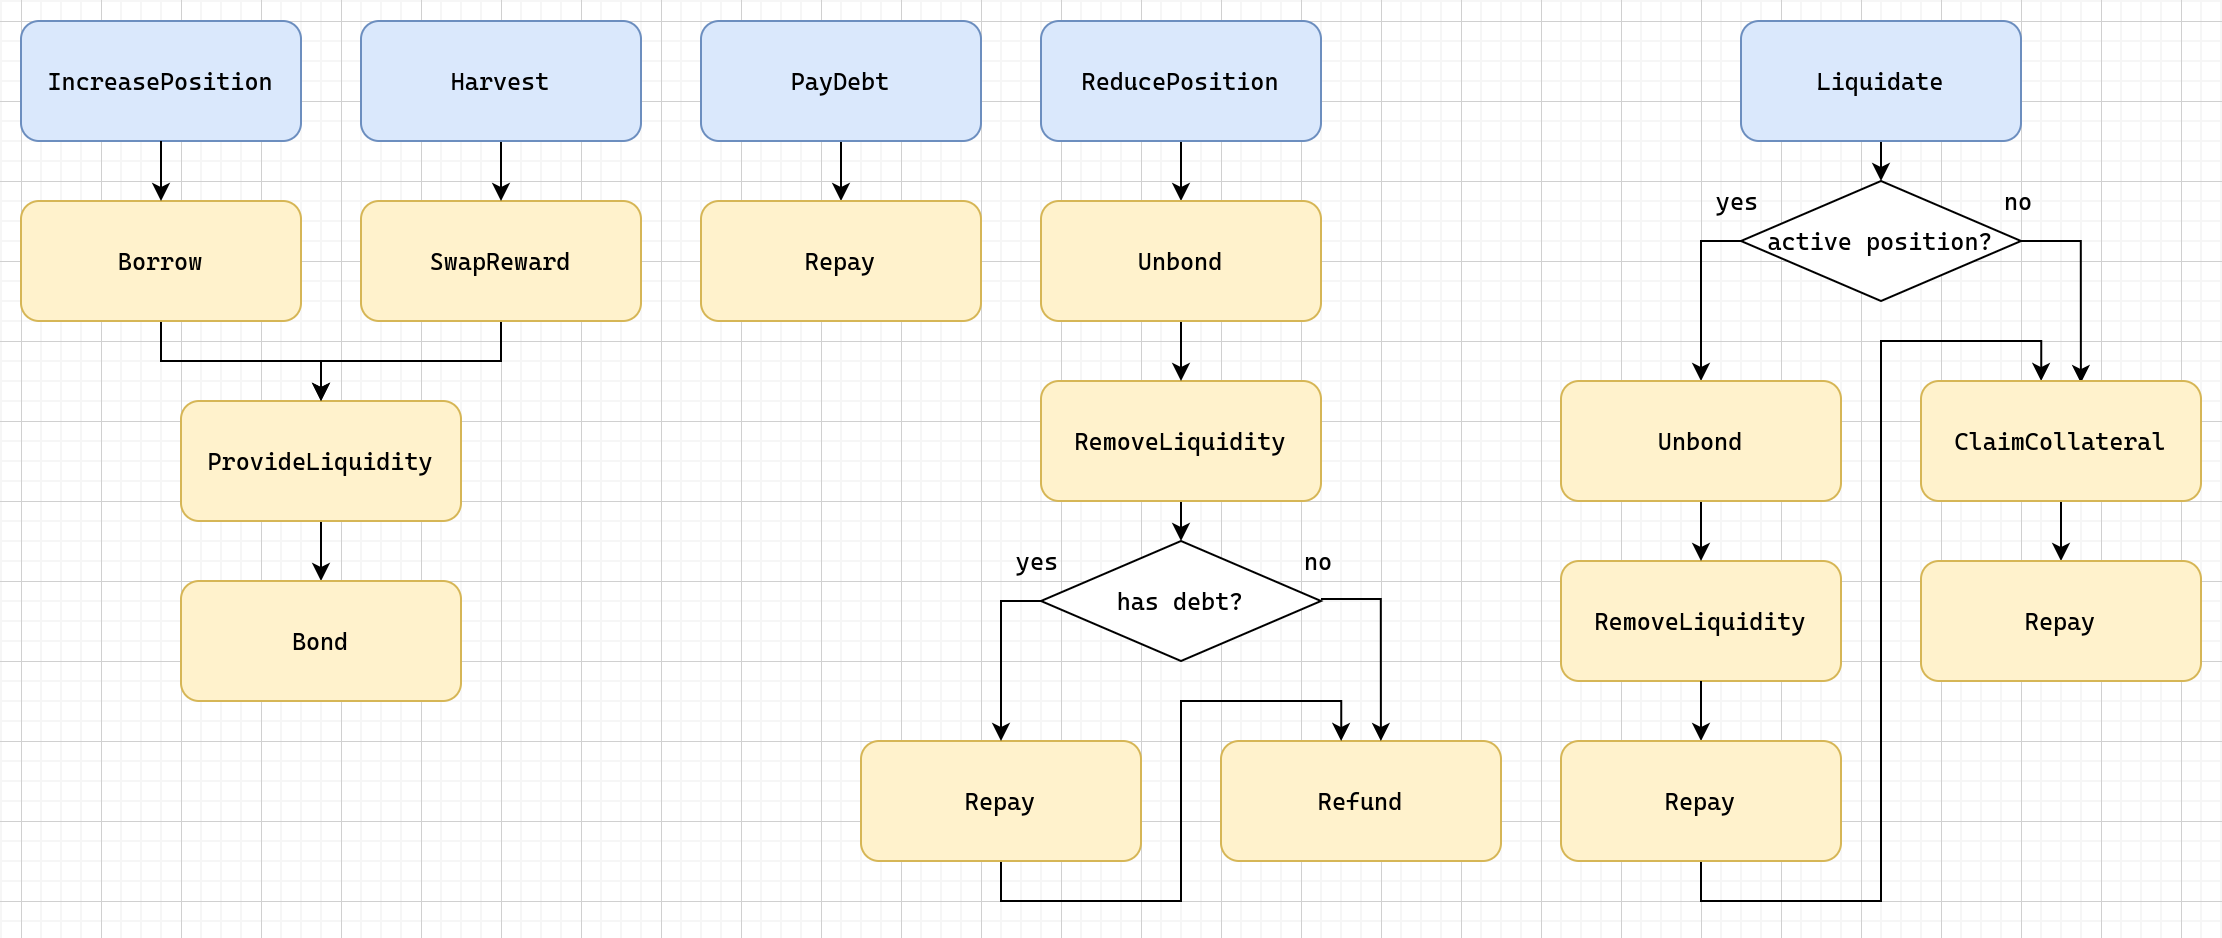 IncreasePosition
Harvest
PayDebt
ReducePosition
Liquidate
yes
no
active position?
Borrow
SwapReward
Repay
Unbond
ProvideLiquidity
RemoveLiquidity
Unbond
ClaimCollateral
yes
no
has debt?
Bond
RemoveLiquidity
Repay
Repay
Refund
Repay